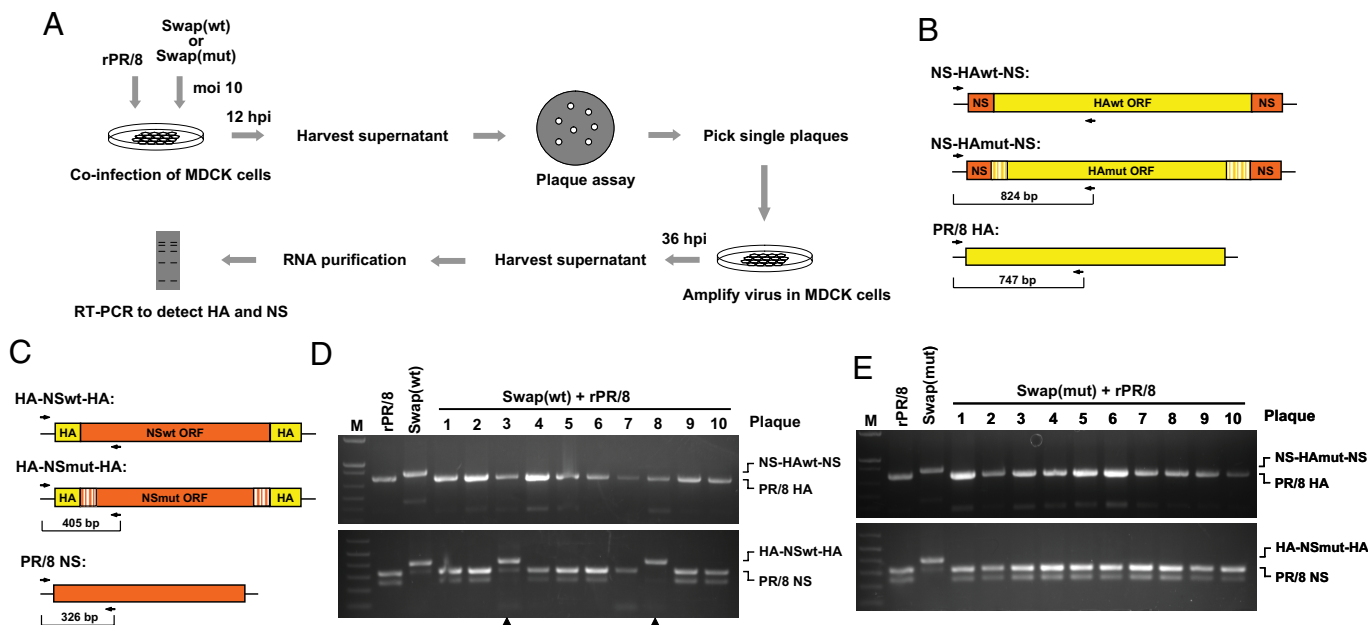 A
Swap(wt)
or
Swap(mut)
rPR/8
moi 10
12 hpi
Harvest supernatant
Pick single plaques
Co-infection of MDCK cells
Plaque assay
36 hpi
RNA purification
Harvest supernatant
Amplify virus in MDCK cells
RT-PCR to detect HA and NS
B
NS-HAwt-NS:
NS HAwt ORF NS
NS-HAmut-NS:
NS HAmut ORF NS
824 bp
PR/8 HA:
747 bp
C
HA-NSwt-HA:
HA NSwt ORF HA
HA-NSmut-HA:
HA NSmut ORF HA
405 bp
PR/8 NS:
326 bp
D
M rPR/8 Swap(wt)
Swap(wt) + rPR/8
1 2 3 4 5 6 7 8 9 10 Plaque
NS-HAwt-NS
PR/8 HA
HA-NSwt-HA
PR/8 NS
E
M rPR/8 Swap(mut)
Swap(mut) + rPR/8
1 2 3 4 5 6 7 8 9 10 Plaque
NS-HAmut-NS
PR/8 HA
HA-NSmut-HA
PR/8 NS